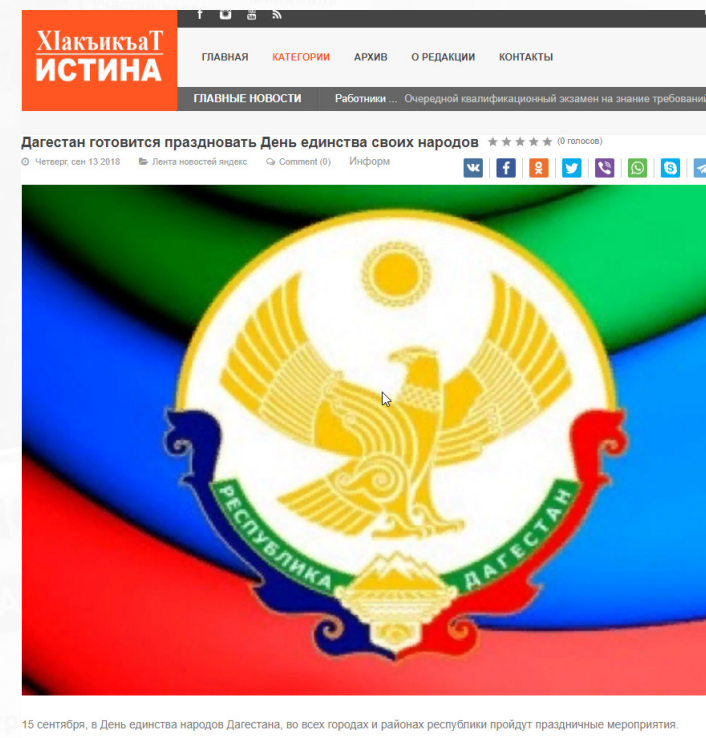 ХIакъикъаТ
ИСТИНА
ГЛАВНАЯ КАТЕГОРИИ АРХИВ О РЕДАКЦИИ КОНТАКТЫ
ГЛАВНЫЕ НОВОСТИ Работники ... Очередной квалификационный экзамен на знание требований
Дагестан готовится праздновать День единства своих народов (0 голосов)
Четверг, сен 13 2018 Лента новостей яндекс Comment (0) Информ
РЕСПУБЛИКА ДАГЕСТАН
15 сентября, в День единства народов Дагестана, во всех городах и районах республики пройдут праздничные мероприятия.